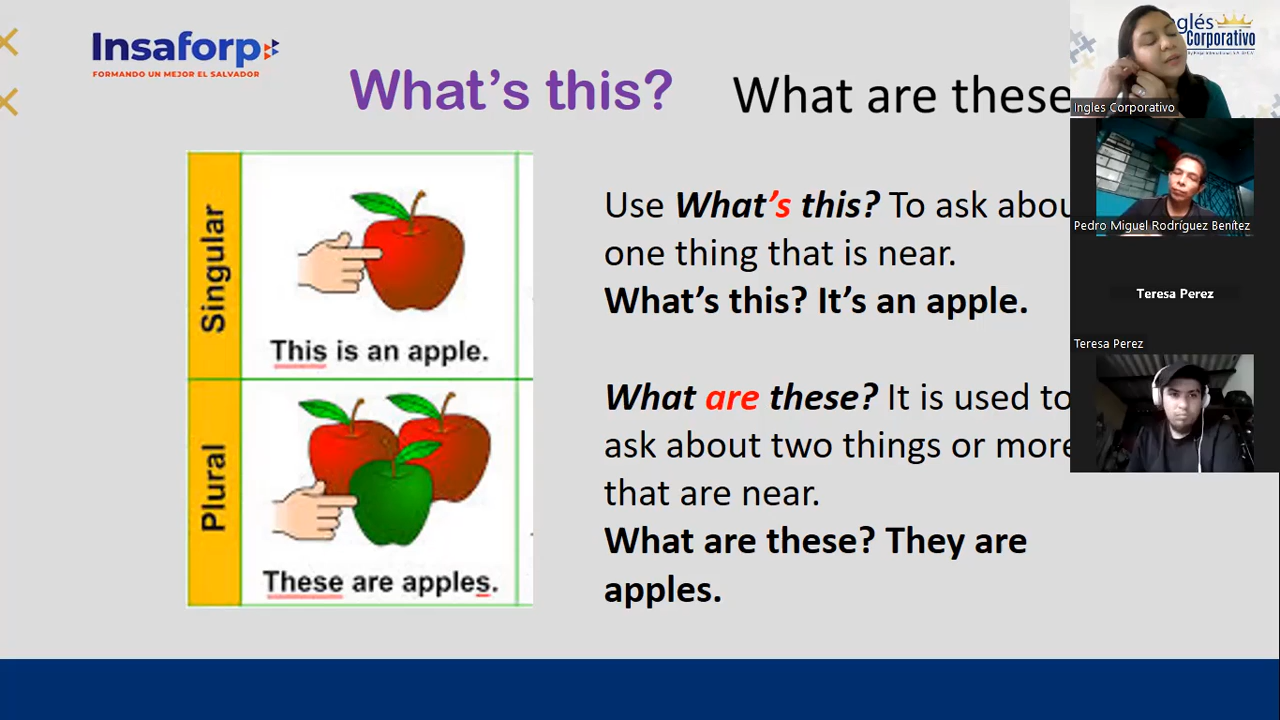 Insaforp
FORMANDO UN MEJOR EL SALVADOR
What's this?
What are these
Singular
This is an apple.
Plural
These are apples.
Use What's this? To ask abou
one thing that is near.
What's this? It's an apple.
What are these? It is used to
ask about two things or more
that are near.
What are these? They are
apples.
Inglés
Corporativo
Ingles Corporativo
Pedro Miguel Rodríguez Benítez
Teresa Perez
Teresa Perez